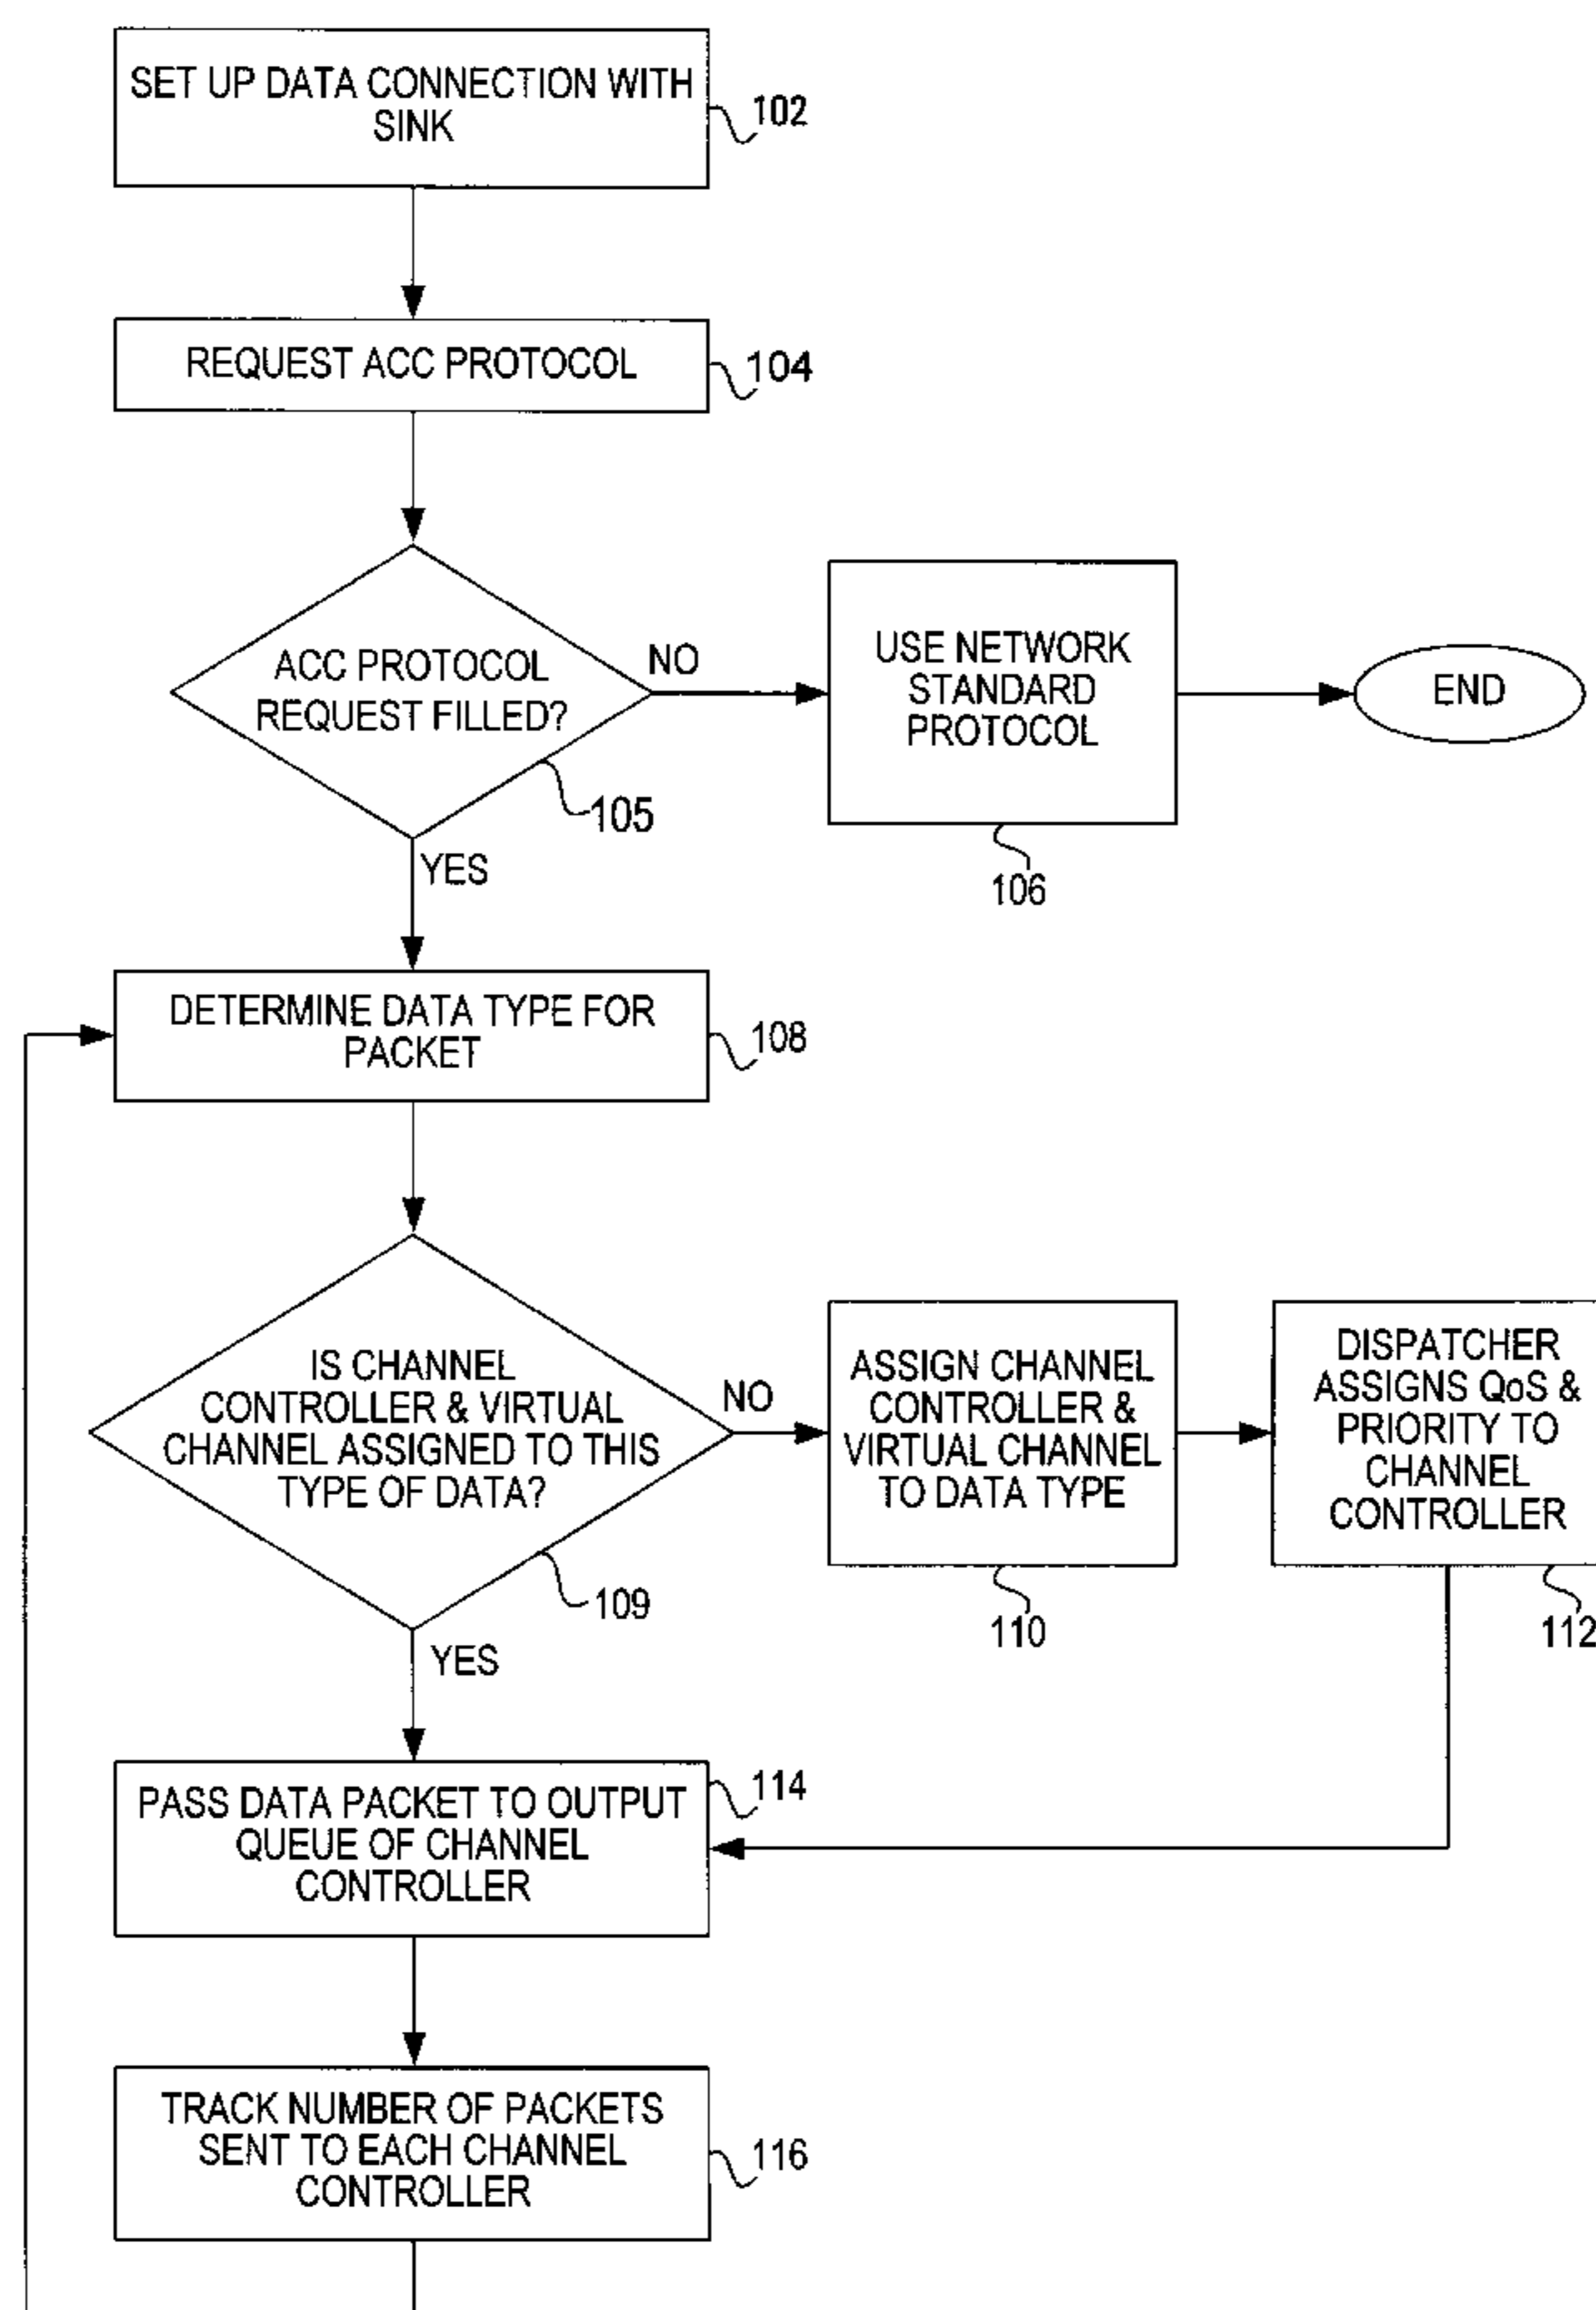 SET UP DATA CONNECTION WITH
SINK
102
REQUEST ACC PROTOCOL
104
ACC PROTOCOL
REQUEST FILLED?
105
NO
USE NETWORK
STANDARD
PROTOCOL
106
END
YES
DETERMINE DATA TYPE FOR
PACKET
108
IS CHANNEL
CONTROLLER & VIRTUAL
CHANNEL ASSIGNED TO THIS
TYPE OF DATA?
109
NO
ASSIGN CHANNEL
CONTROLLER &
VIRTUAL CHANNEL
TO DATA TYPE
110
DISPATCHER
ASSIGNS QoS &
PRIORITY TO
CHANNEL
CONTROLLER
112
YES
PASS DATA PACKET TO OUTPUT
QUEUE OF CHANNEL
CONTROLLER
114
TRACK NUMBER OF PACKETS
SENT TO EACH CHANNEL
CONTROLLER
116